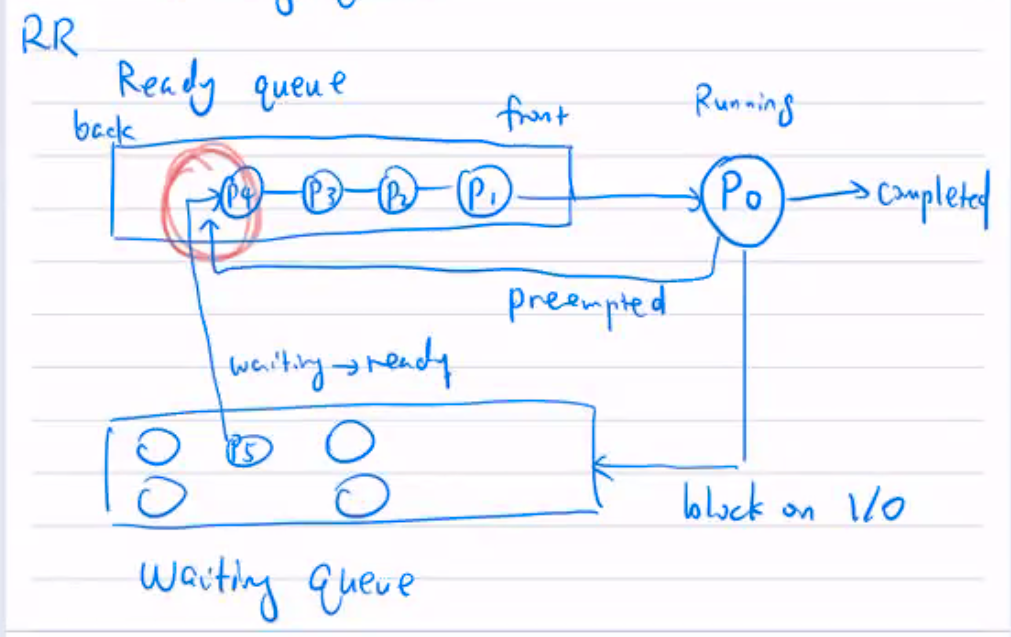 RR
Ready queue
back
front
Running
P4 P3 P2 P1
P0
completed
preempted
waiting → ready
P5
block on I/O
Waiting queue